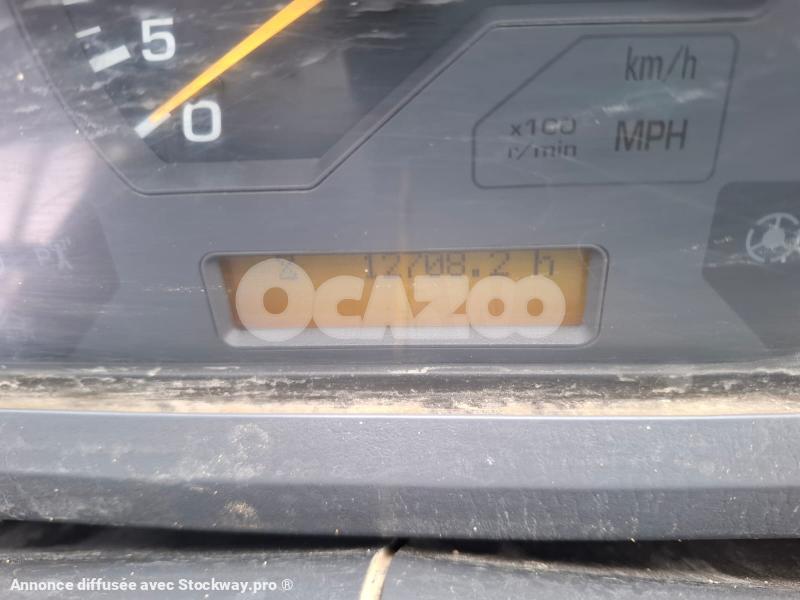 5
0
km/h
x100
r/min
MPH
12708.2 h
OCAZOO
Annonce diffusée avec Stockway.pro ®